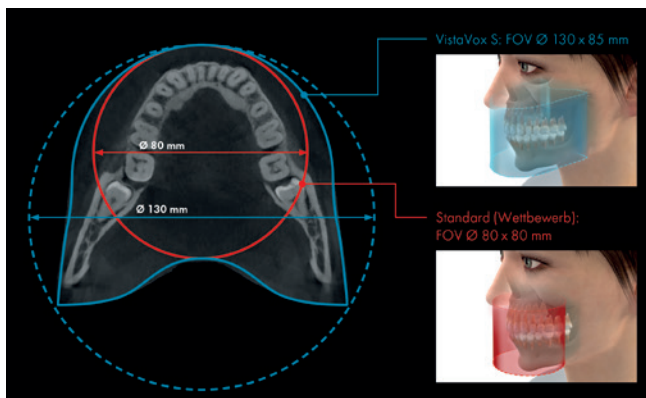 VistaVox S: FOV Ø 130 x 85 mm
Ø 80 mm
Ø 130 mm
Standard (Wettbewerb):
FOV Ø 80 x 80 mm